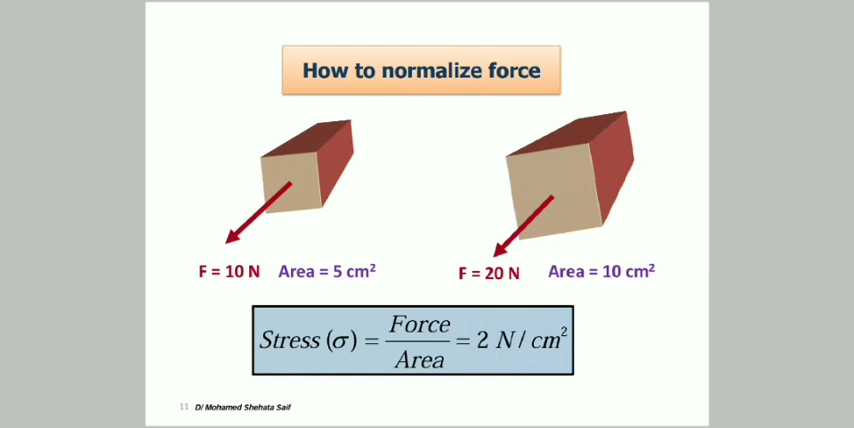 How to normalize force
F = 10 N Area = 5 cm²
F = 20 N Area = 10 cm²
Stress (σ) = Force / Area = 2 N / cm²
11 D/ Mohamed Shehata Saif